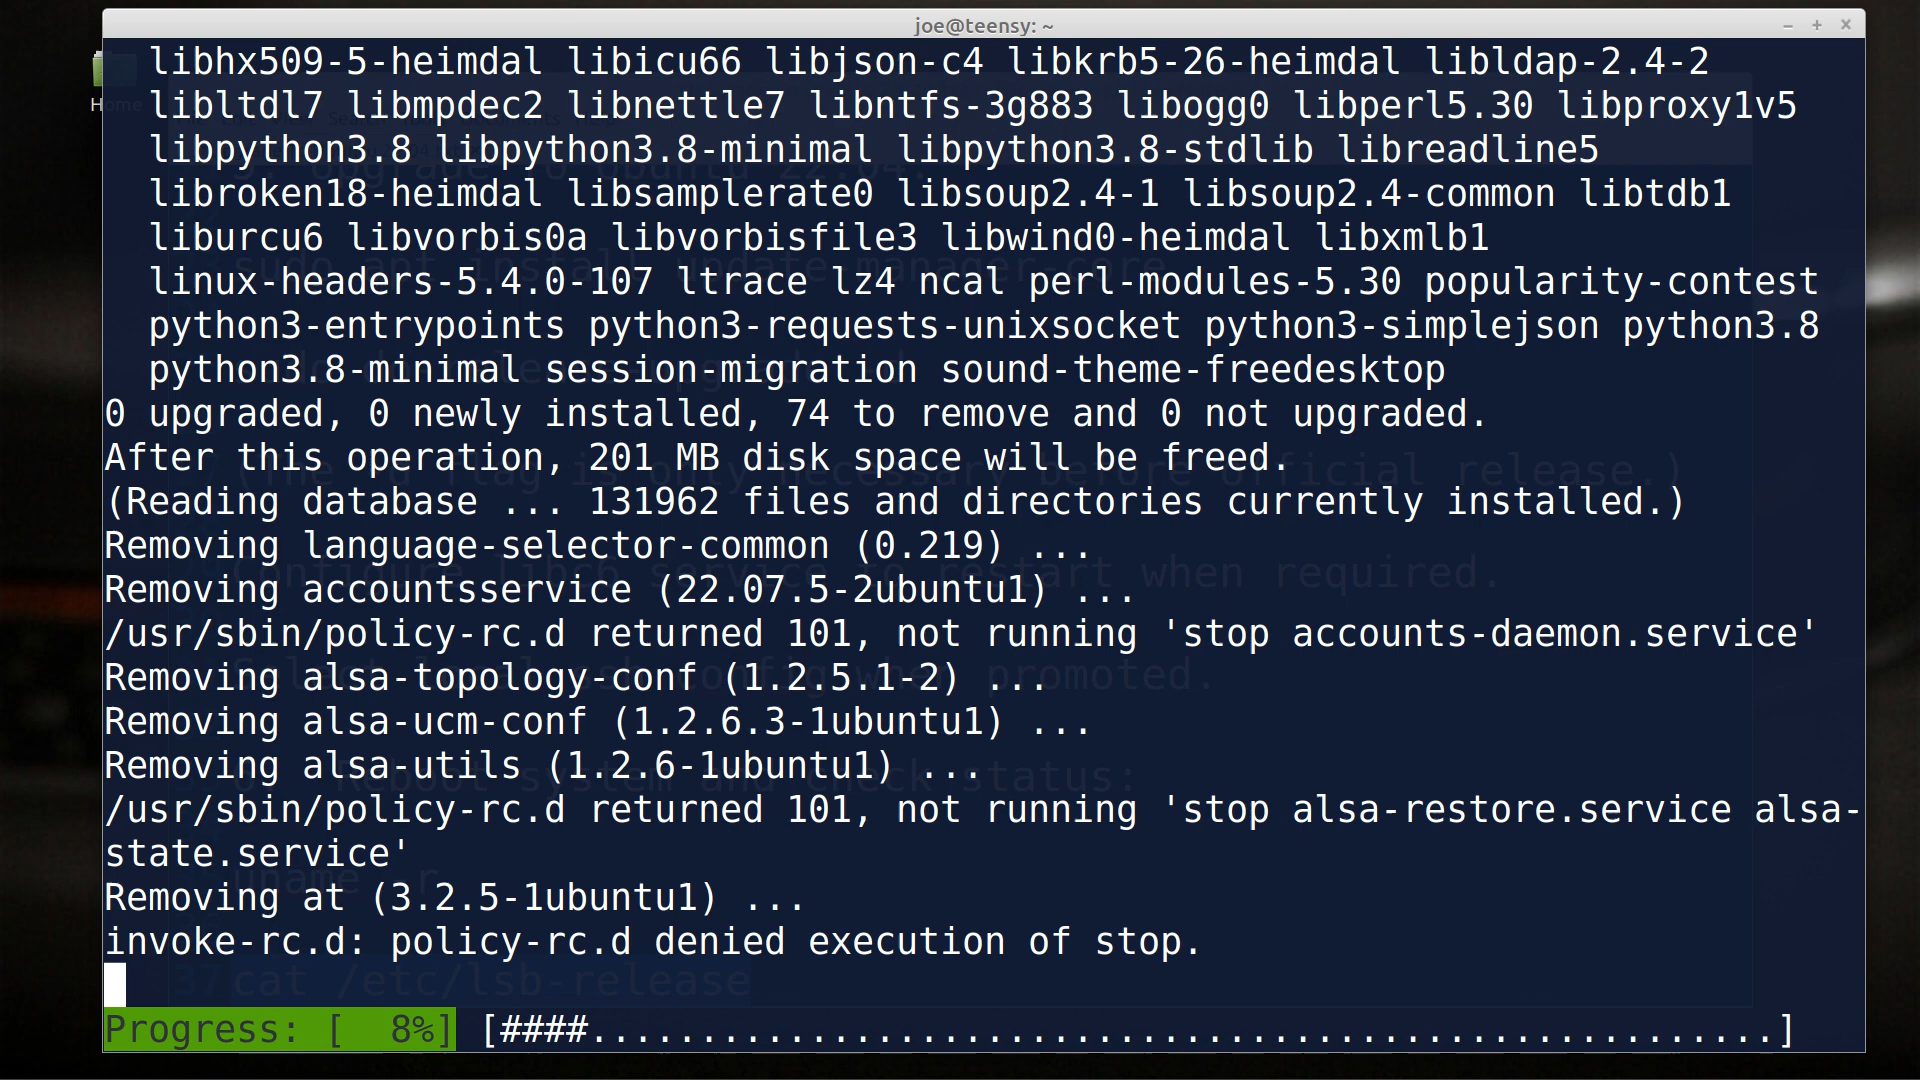 joe@teensy: ~
Home
libhx509-5-heimdal libicu66 libjson-c4 libkrb5-26-heimdal libldap-2.4-2
libltdl7 libmpdec2 libnettle7 libntfs-3g883 libogg0 libperl5.30 libproxy1v5
libpython3.8 libpython3.8-minimal libpython3.8-stdlib libreadline5
libroken18-heimdal libsamplerate0 libsoup2.4-1 libsoup2.4-common libtdb1
liburcu6 libvorbis0a libvorbisfile3 libwind0-heimdal libxmlb1
linux-headers-5.4.0-107 ltrace lz4 ncal perl-modules-5.30 popularity-contest
python3-entrypoints python3-requests-unixsocket python3-simplejson python3.8
python3.8-minimal session-migration sound-theme-freedesktop
0 upgraded, 0 newly installed, 74 to remove and 0 not upgraded.
After this operation, 201 MB disk space will be freed.
(Reading database ... 131962 files and directories currently installed.)
Removing language-selector-common (0.219) ...
Removing accountsservice (22.07.5-2ubuntu1) ...
/usr/sbin/policy-rc.d returned 101, not running 'stop accounts-daemon.service'
Removing alsa-topology-conf (1.2.5.1-2) ...
Removing alsa-ucm-conf (1.2.6.3-1ubuntu1) ...
Removing alsa-utils (1.2.6-1ubuntu1) ...
/usr/sbin/policy-rc.d returned 101, not running 'stop alsa-restore.service alsa-
state.service'
Removing at (3.2.5-1ubuntu1) ...
invoke-rc.d: policy-rc.d denied execution of stop.
cat /etc/lsb-release
Progress: [  8%] [####......................................................]